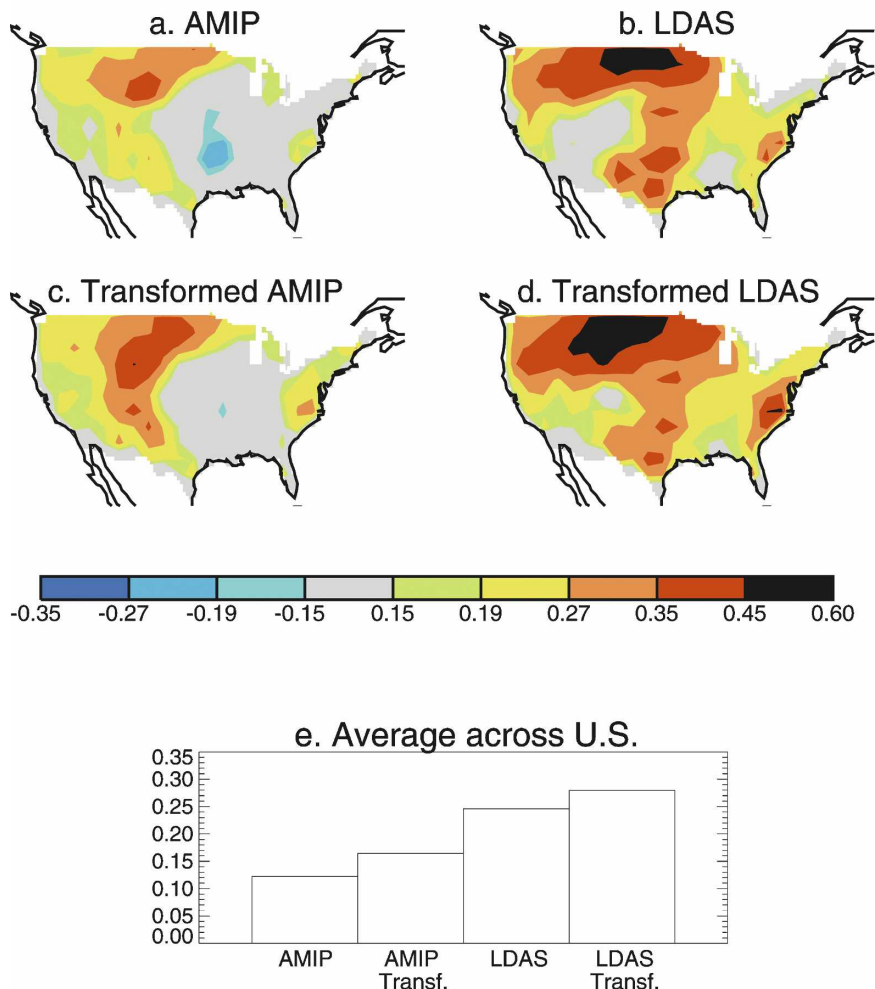 a. AMIP
b. LDAS
c. Transformed AMIP
d. Transformed LDAS
-0.35 -0.27 -0.19 -0.15 0.15 0.19 0.27 0.35 0.45 0.60
e. Average across U.S.
0.35
0.30
0.25
0.20
0.15
0.10
0.05
0.00
AMIP AMIP LDAS LDAS
Transf. Transf.